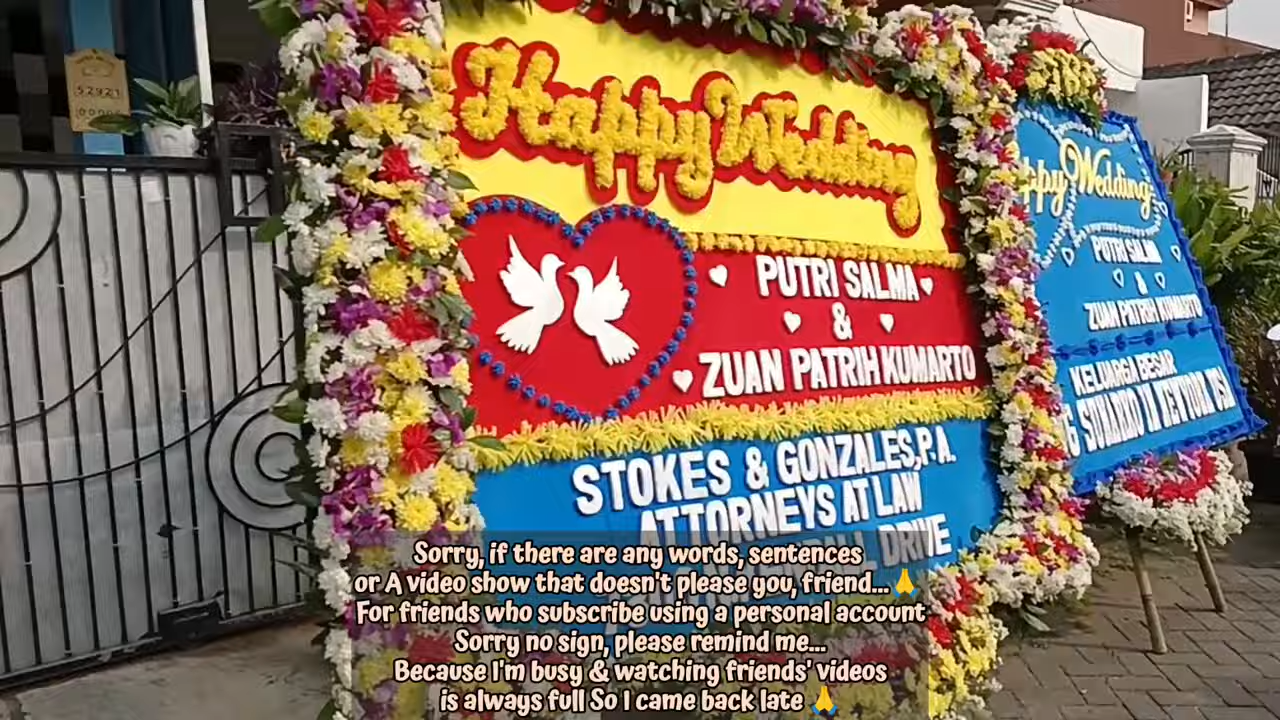 52921
Happy Wedding
PUTRI SALMA
&
ZUAN PATRIH KUMARTO
STOKES & GONZALES, P.A.
ATTORNEYS AT LAW
DRIVE
Happy Wedding
PUTRI SALMA
&
ZUAN PATRIH KUMARTO
KELUARGA BESAR
Sorry, if there are any words, sentences
or A video show that doesn't please you, friend...🙏
For friends who subscribe using a personal account
Sorry no sign, please remind me...
Because I'm busy & watching friends' videos
is always full So I came back late 🙏